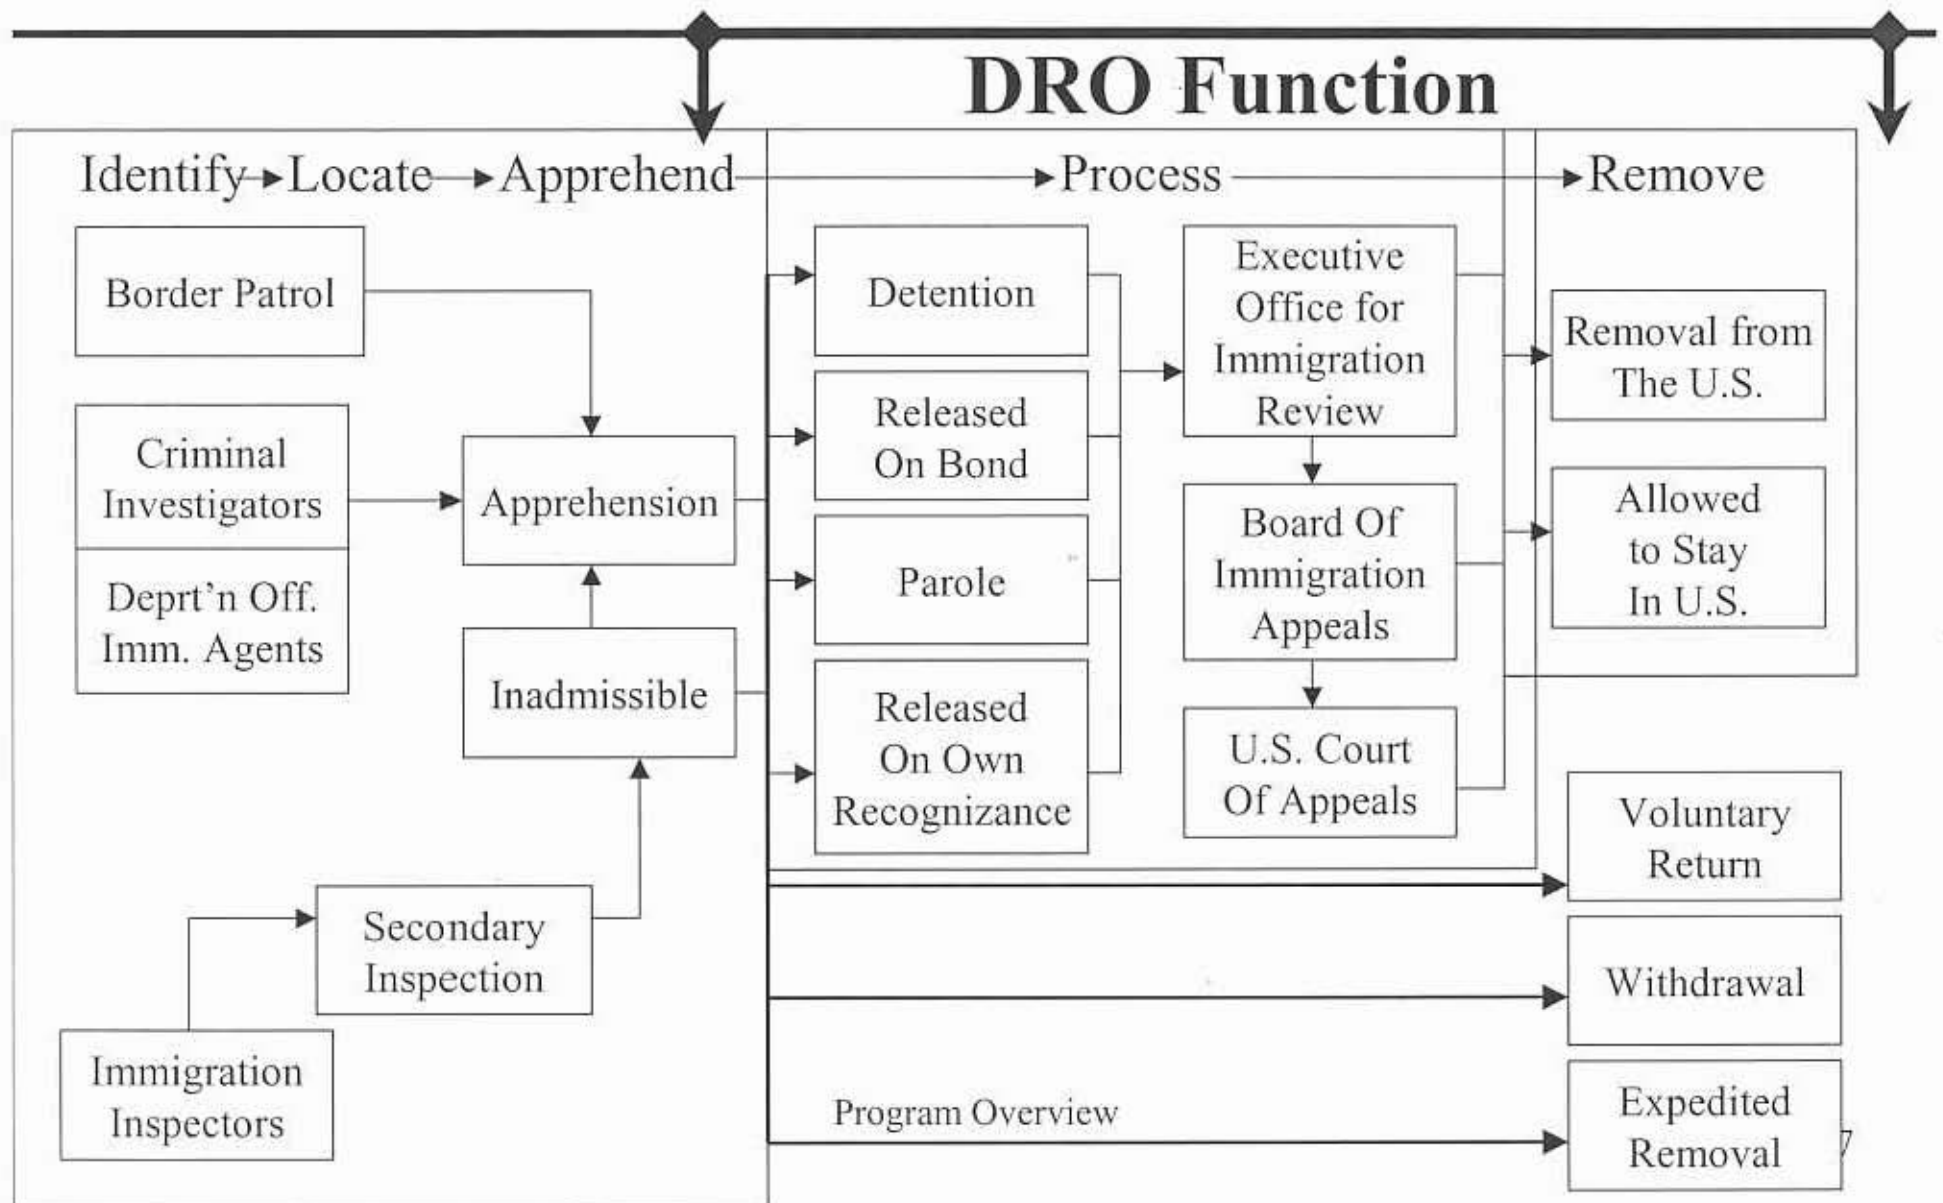 DRO Function
Identify
Locate
Apprehend
Process
Remove
Border Patrol
Criminal
Investigators
Deprt'n Off.
Imm. Agents
Apprehension
Inadmissible
Secondary
Inspection
Immigration
Inspectors
Detention
Released
On Bond
Parole
Released
On Own
Recognizance
Executive
Office for
Immigration
Review
Board Of
Immigration
Appeals
U.S. Court
Of Appeals
Removal from
The U.S.
Allowed
to Stay
In U.S.
Voluntary
Return
Withdrawal
Expedited
Removal
Program Overview
7